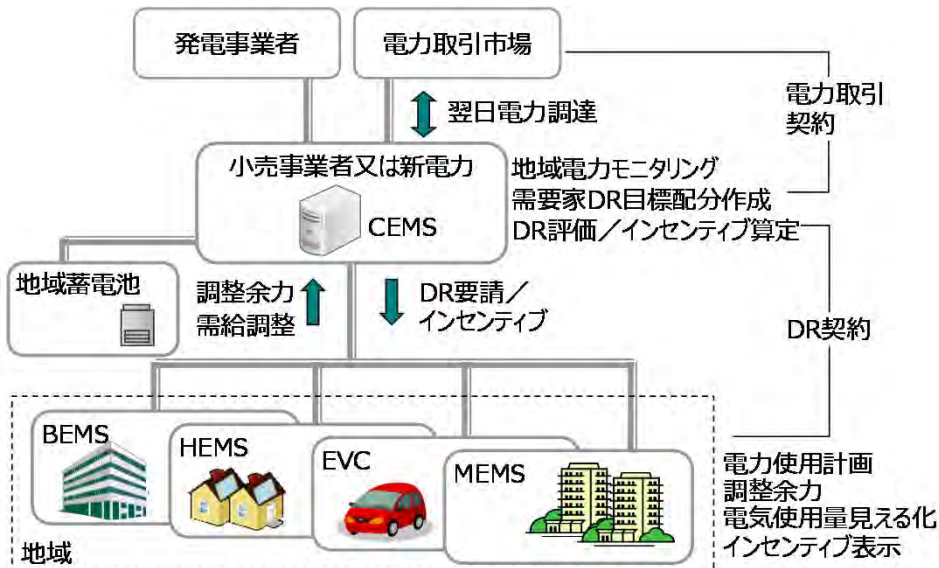 発電事業者
電力取引市場
翌日電力調達
電力取引
契約
小売事業者又は新電力
CEMS
地域電力モニタリング
需要家DR目標配分作成
DR評価／インセンティブ算定
地域蓄電池
調整余力
需給調整
DR要請／
インセンティブ
DR契約
BEMS
HEMS
EVC
MEMS
地域
電力使用計画
調整余力
電気使用量見える化
インセンティブ表示